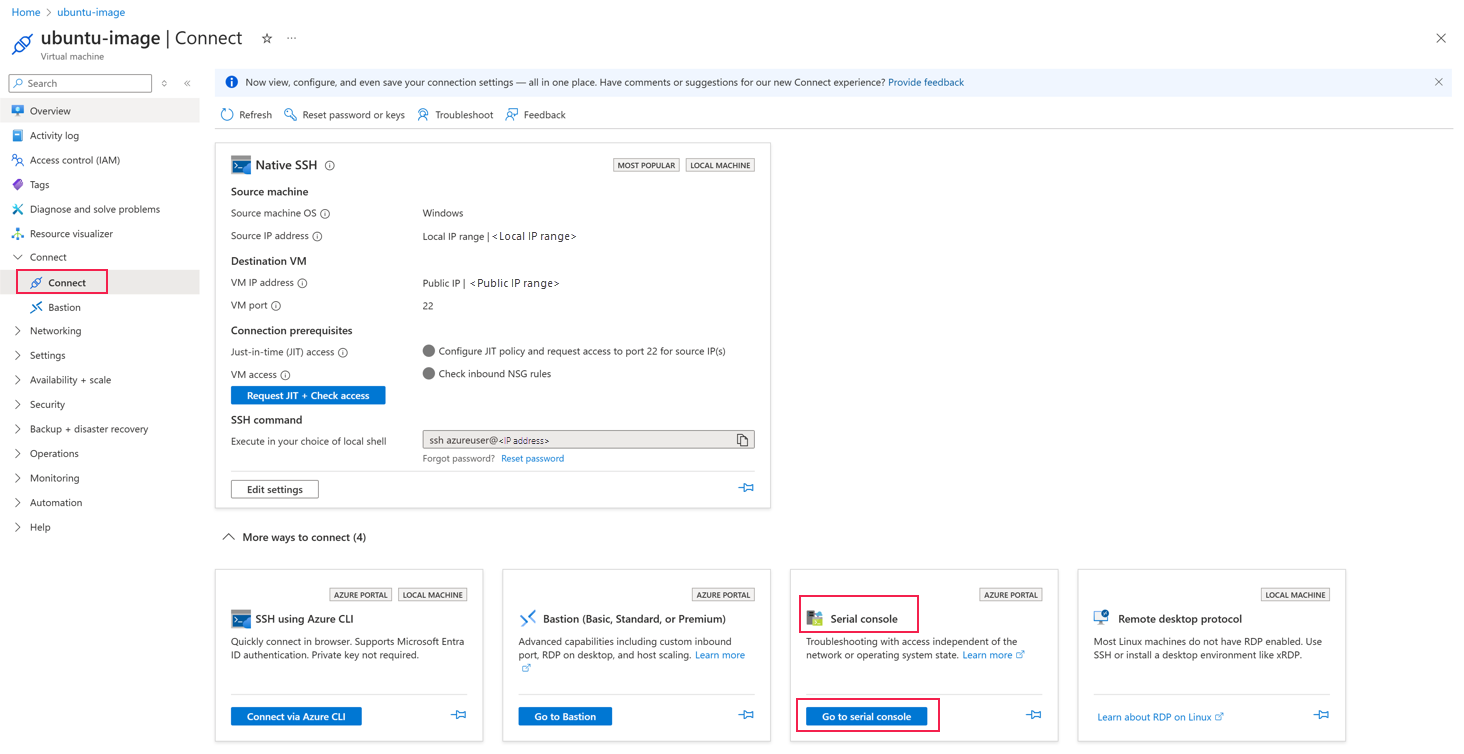 Home > ubuntu-image
ubuntu-image | Connect
Virtual machine
Search
Overview
Activity log
Access control (IAM)
Tags
Diagnose and solve problems
Resource visualizer
Connect
Connect
Bastion
Networking
Settings
Availability + scale
Security
Backup + disaster recovery
Operations
Monitoring
Automation
Help
Now view, configure, and even save your connection settings — all in one place. Have comments or suggestions for our new Connect experience? Provide feedback
Refresh Reset password or keys Troubleshoot Feedback
Native SSH MOST POPULAR LOCAL MACHINE
Source machine
Source machine OS Windows
Source IP address Local IP range | <Local IP range>
Destination VM
VM IP address Public IP | <Public IP range>
VM port 22
Connection prerequisites
Just-in-time (JIT) access Configure JIT policy and request access to port 22 for source IP(s)
VM access Check inbound NSG rules
Request JIT + Check access
SSH command
Execute in your choice of local shell ssh azureuser@<IP address>
Forgot password? Reset password
Edit settings
More ways to connect (4)
AZURE PORTAL LOCAL MACHINE
SSH using Azure CLI
Quickly connect in browser. Supports Microsoft Entra
ID authentication. Private key not required.
Connect via Azure CLI
AZURE PORTAL
Bastion (Basic, Standard, or Premium)
Advanced capabilities including custom inbound
port, RDP on desktop, and host scaling. Learn more
Go to Bastion
AZURE PORTAL
Serial console
Troubleshooting with access independent of the
network or operating system state. Learn more
Go to serial console
LOCAL MACHINE
Remote desktop protocol
Most Linux machines do not have RDP enabled. Use
SSH or install a desktop environment like xRDP.
Learn about RDP on Linux